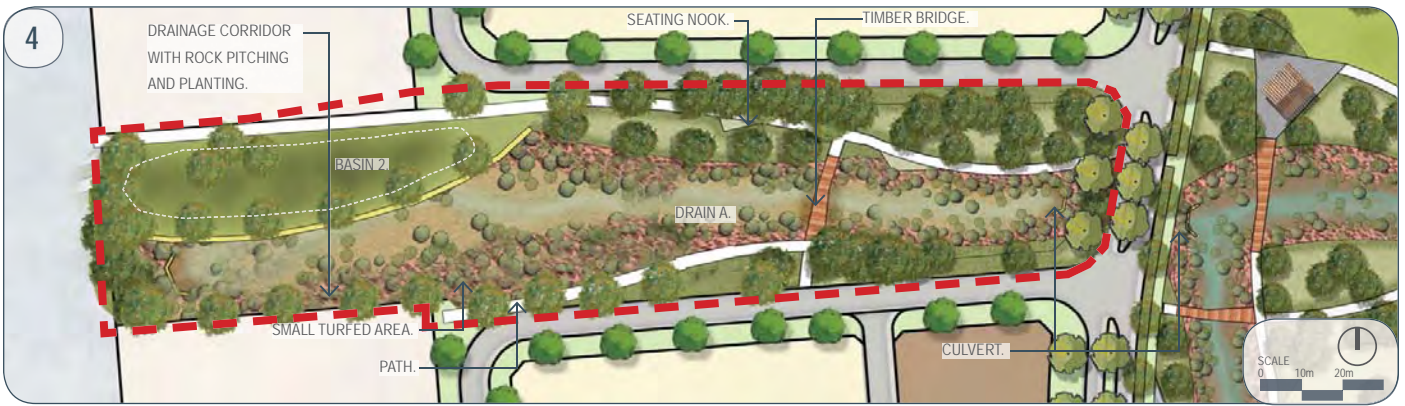 4
DRAINAGE CORRIDOR
WITH ROCK PITCHING
AND PLANTING.
SEATING NOOK.
TIMBER BRIDGE.
BASIN 2.
DRAIN A.
SMALL TURFED AREA.
PATH.
CULVERT.
SCALE
0 10m 20m